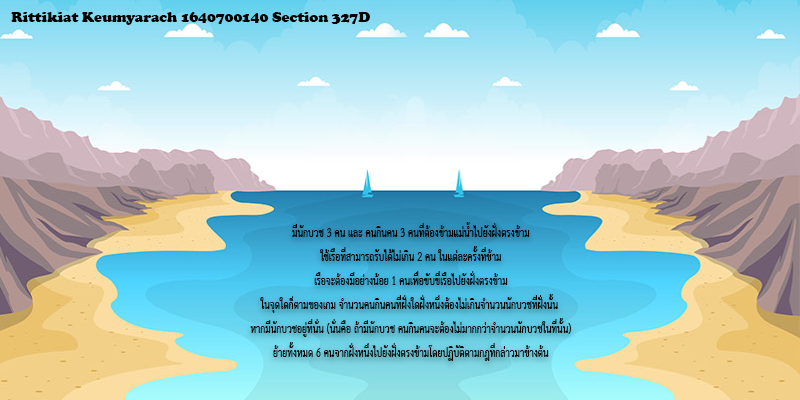 Rittikiat Keumyarach 1640700140 Section 327D
มีนักบวช 3 คน และ คนกินคน 3 คนที่ต้องข้ามแม่น้ำไปยังฝั่งตรงข้าม
ใช้เรือที่สามารถรับได้ไม่เกิน 2 คน ในแต่ละครั้งที่ข้าม
เรือจะต้องมีอย่างน้อย 1 คนเพื่อขับขี่เรือไปยังฝั่งตรงข้าม
ในจุดใดก็ตามของเกม จำนวนคนกินคนที่ฝั่งใดฝั่งหนึ่งต้องไม่เกินจำนวนนักบวชที่ฝั่งนั้น
หากมีนักบวชอยู่ที่นั่น (นั่นคือ ถ้ามีนักบวช คนกินคนจะต้องไม่มากกว่าจำนวนนักบวชในที่นั้น)
ย้ายทั้งหมด 6 คนจากฝั่งหนึ่งไปยังฝั่งตรงข้ามโดยปฏิบัติตามกฎที่กล่าวมาข้างต้น